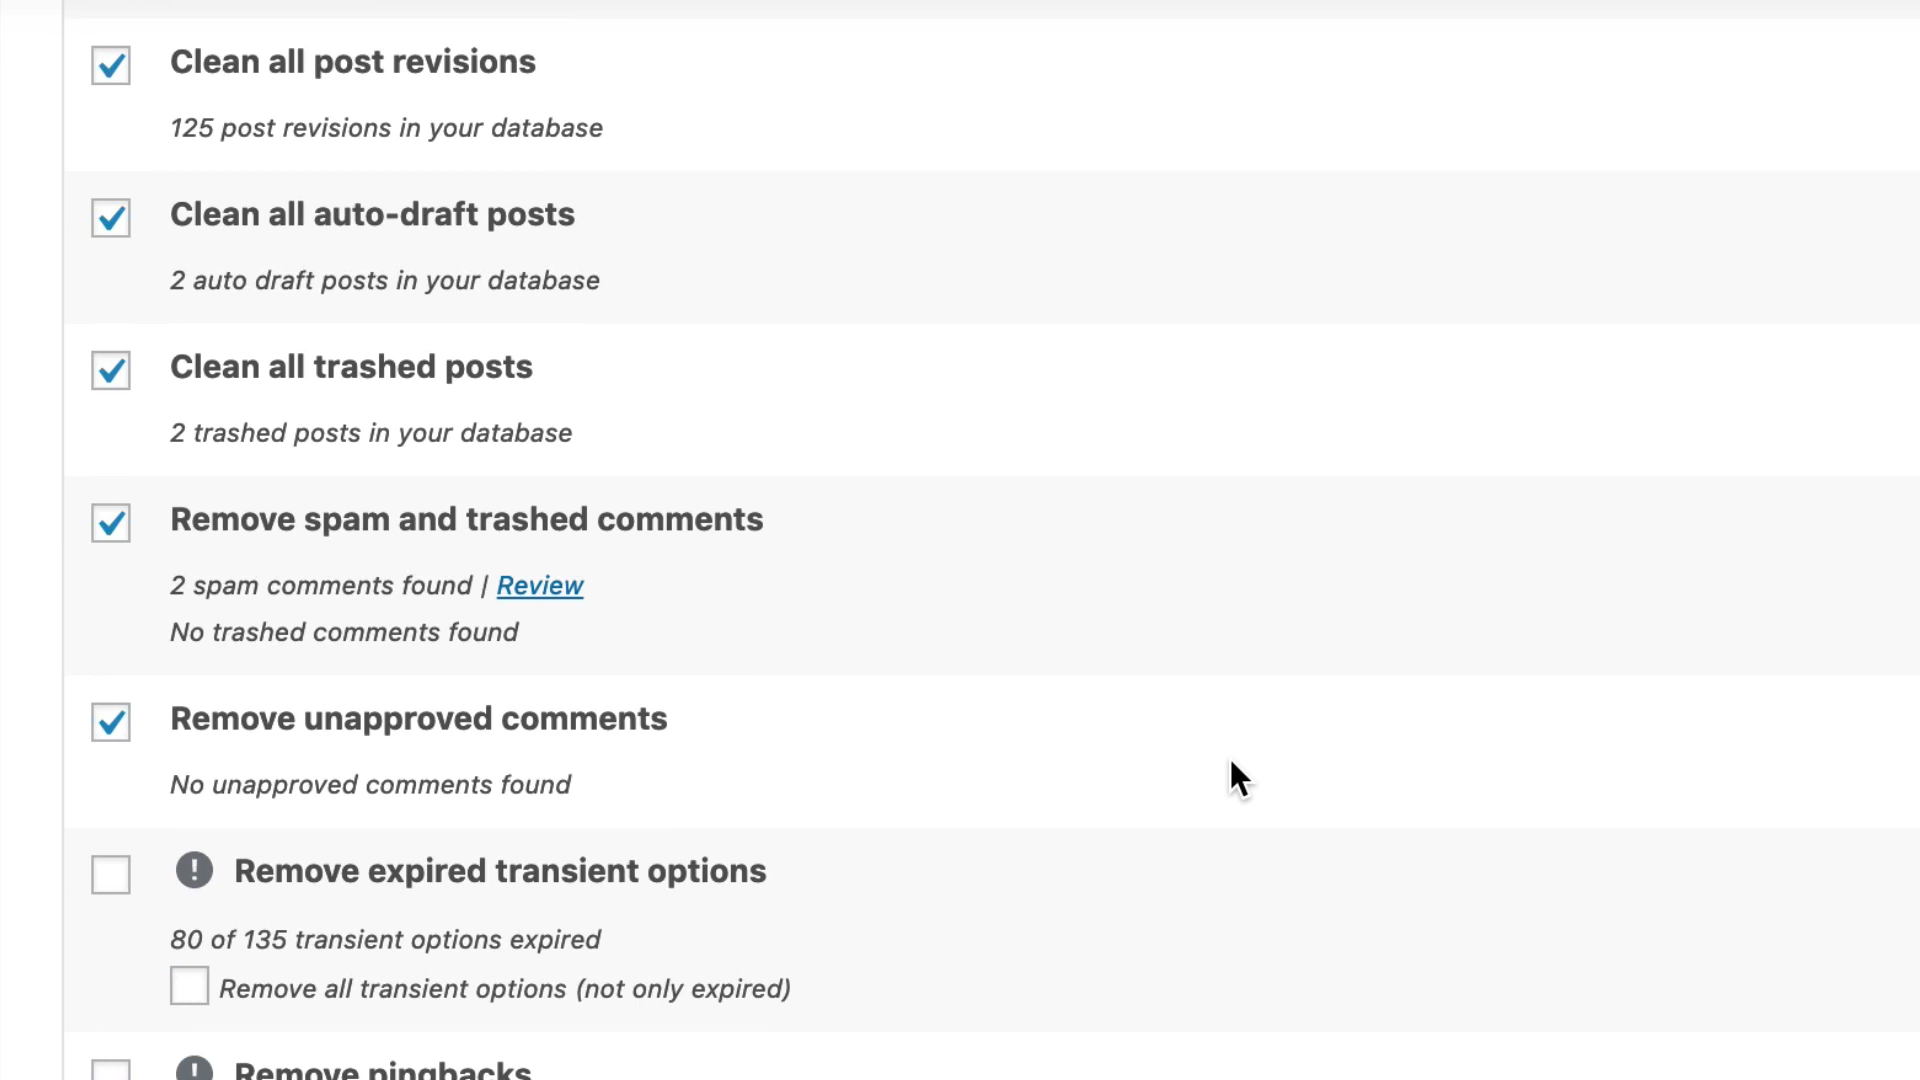 Clean all post revisions
125 post revisions in your database
Clean all auto-draft posts
2 auto draft posts in your database
Clean all trashed posts
2 trashed posts in your database
Remove spam and trashed comments
2 spam comments found | Review
No trashed comments found
Remove unapproved comments
No unapproved comments found
Remove expired transient options
80 of 135 transient options expired
Remove all transient options (not only expired)
Remove pingbacks